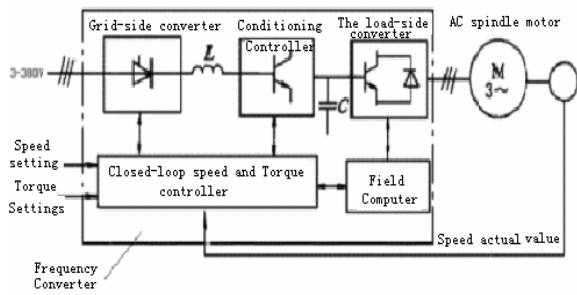 Grid-side converter
Conditioning
Controller
The load-side
converter
AC spindle motor
3-380V
L
C
M
3~
Speed
setting
Torque
Settings
Closed-loop speed and Torque
controller
Field
Computer
Speed actual value
Frequency
Converter